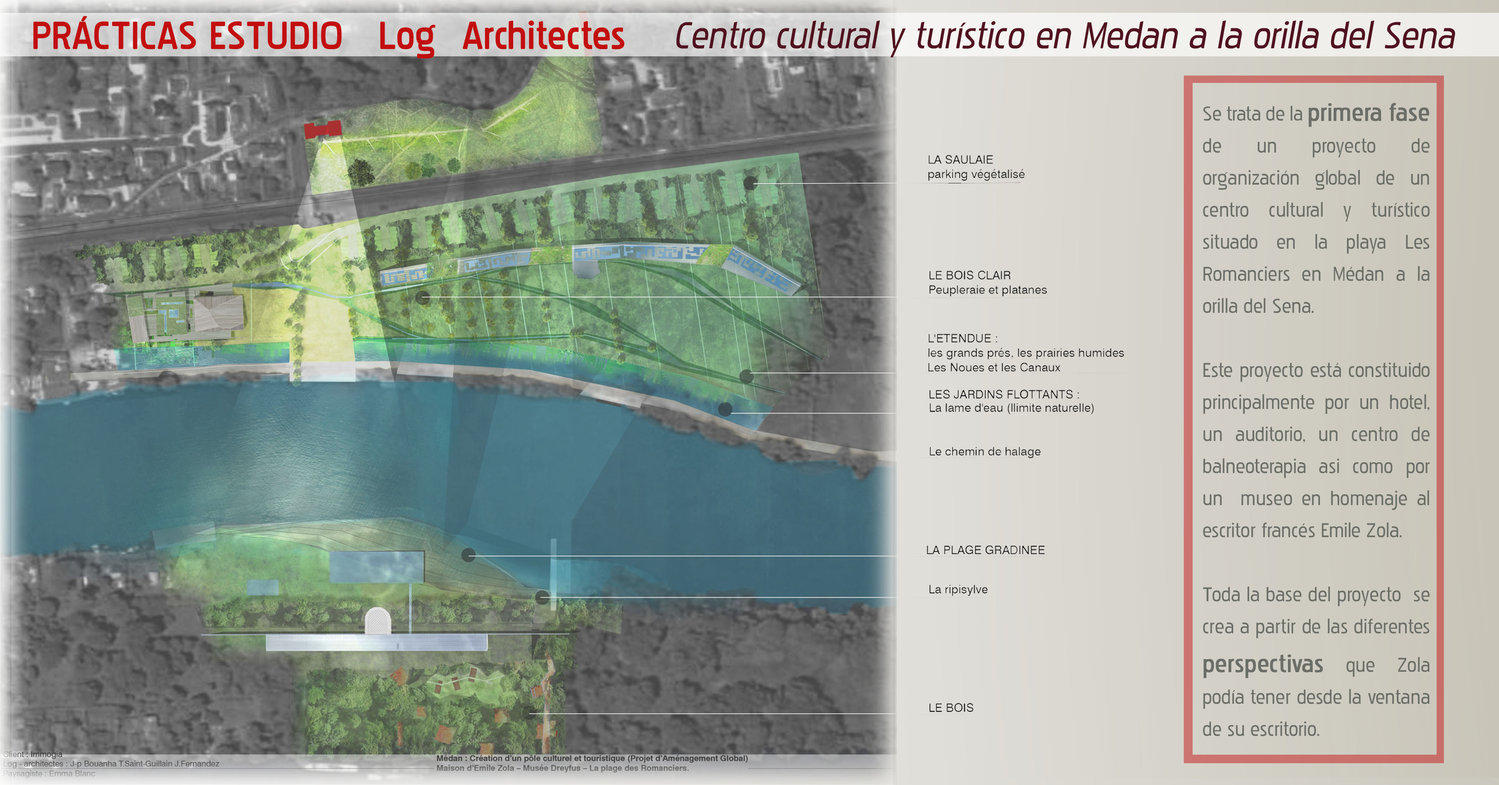 PRÁCTICAS ESTUDIO Log Architectes Centro cultural y turístico en Medan a la orilla del Sena
LA SAULAIE
parking végétalisé
LE BOIS CLAIR
Peupleraie et platanes
L'ETENDUE :
les grands prés, les prairies humides
Les Noues et les Canaux
LES JARDINS FLOTTANTS :
La lame d'eau (llimite naturelle)
Le chemin de halage
LA PLAGE GRADINEE
La ripisylve
LE BOIS
Se trata de la primera fase
de un proyecto de
organización global de un
centro cultural y turístico
situado en la playa Les
Romanciers en Médan a la
orilla del Sena.
Este proyecto está constituido
principalmente por un hotel,
un auditorio, un centro de
balneoterapia asi como por
un museo en homenaje al
escritor francés Emile Zola.
Toda la base del proyecto se
crea a partir de las diferentes
perspectivas que Zola
podía tener desde la ventana
de su escritorio.
Client : Immogia
Log - architectes : J-p Bouanha T.Saint-Guillain J.Fernandez
Paysagiste : Emma Blanc
Médan : Création d'un pôle culturel et touristique (Projet d'Aménagement Global)
Maison d'Emile Zola – Musée Dreyfus – La plage des Romanciers.